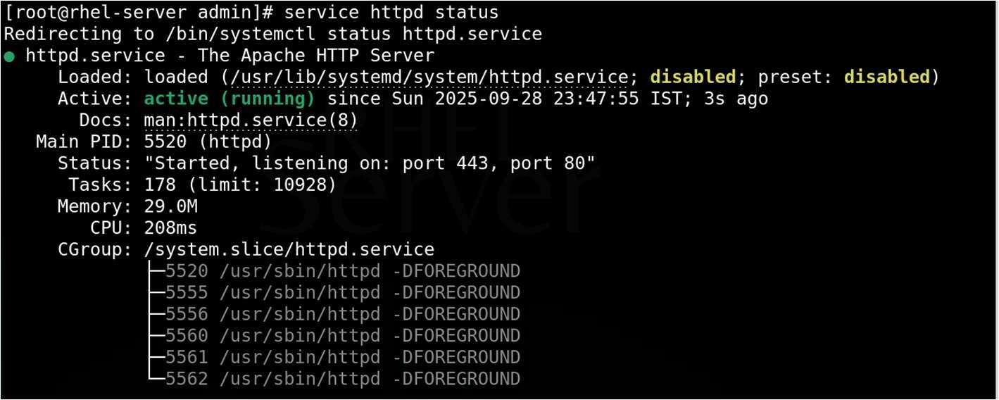 [root@rhel-server admin]# service httpd status
Redirecting to /bin/systemctl status httpd.service
● httpd.service - The Apache HTTP Server
     Loaded: loaded (/usr/lib/systemd/system/httpd.service; disabled; preset: disabled)
     Active: active (running) since Sun 2025-09-28 23:47:55 IST; 3s ago
       Docs: man:httpd.service(8)
   Main PID: 5520 (httpd)
     Status: "Started, listening on: port 443, port 80"
      Tasks: 178 (limit: 10928)
     Memory: 29.0M
        CPU: 208ms
     CGroup: /system.slice/httpd.service
             ├─5520 /usr/sbin/httpd -DFOREGROUND
             ├─5555 /usr/sbin/httpd -DFOREGROUND
             ├─5556 /usr/sbin/httpd -DFOREGROUND
             ├─5560 /usr/sbin/httpd -DFOREGROUND
             ├─5561 /usr/sbin/httpd -DFOREGROUND
             └─5562 /usr/sbin/httpd -DFOREGROUND
RHEL
Server